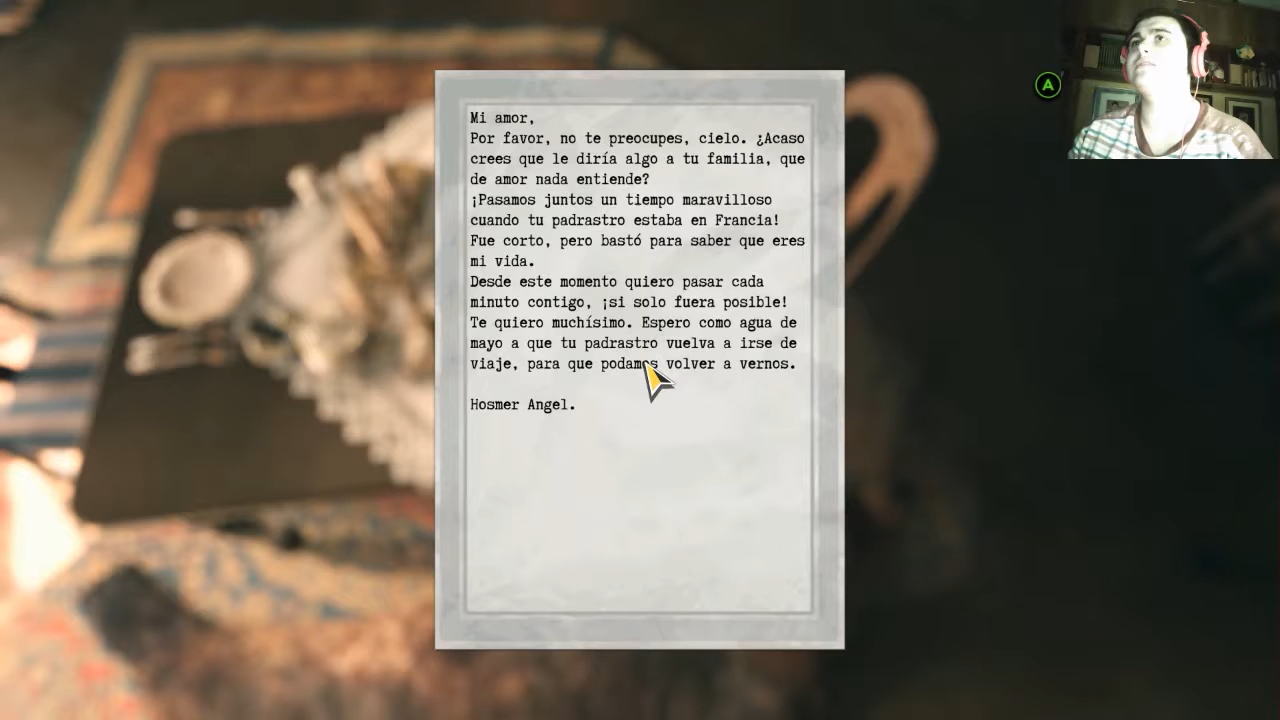 A
Mi amor,
Por favor, no te preocupes, cielo. ¿Acaso
crees que le diría algo a tu familia, que
de amor nada entiende?
¡Pasamos juntos un tiempo maravilloso
cuando tu padrastro estaba en Francia!
Fue corto, pero bastó para saber que eres
mi vida.
Desde este momento quiero pasar cada
minuto contigo, ¡si solo fuera posible!
Te quiero muchísimo. Espero como agua de
mayo a que tu padrastro vuelva a irse de
viaje, para que podamos volver a vernos.
Hosmer Angel.